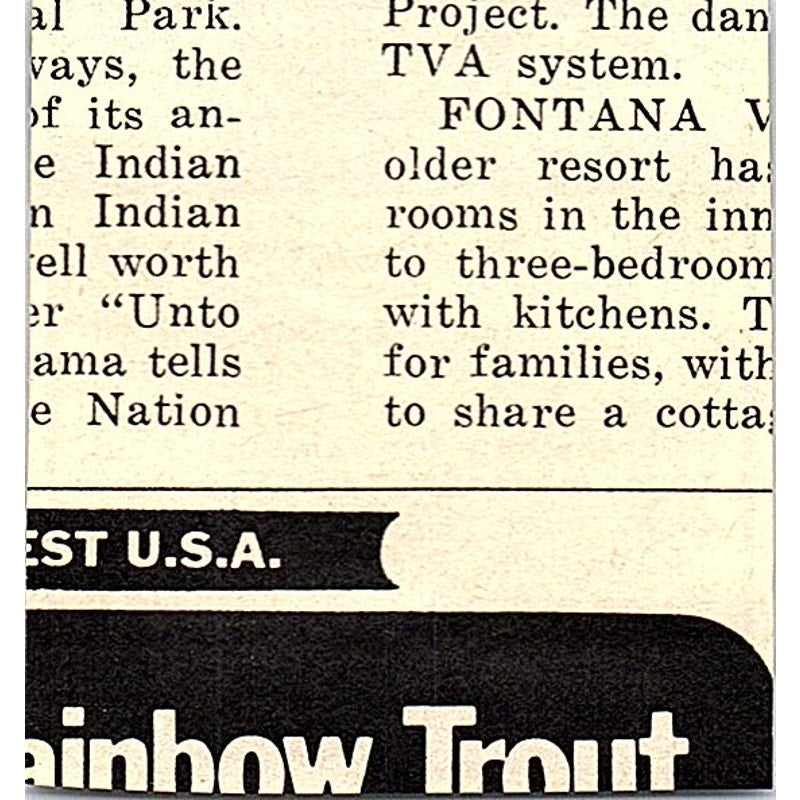 al Park.
ways, the
of its an-
e Indian
n Indian
ell worth
er "Unto
ama tells
e Nation
Project. The dan
TVA system.
FONTANA V
older resort has
rooms in the inn
to three-bedroom
with kitchens. T
for families, with
to share a cotta
EST U.S.A.
ainbow Trout